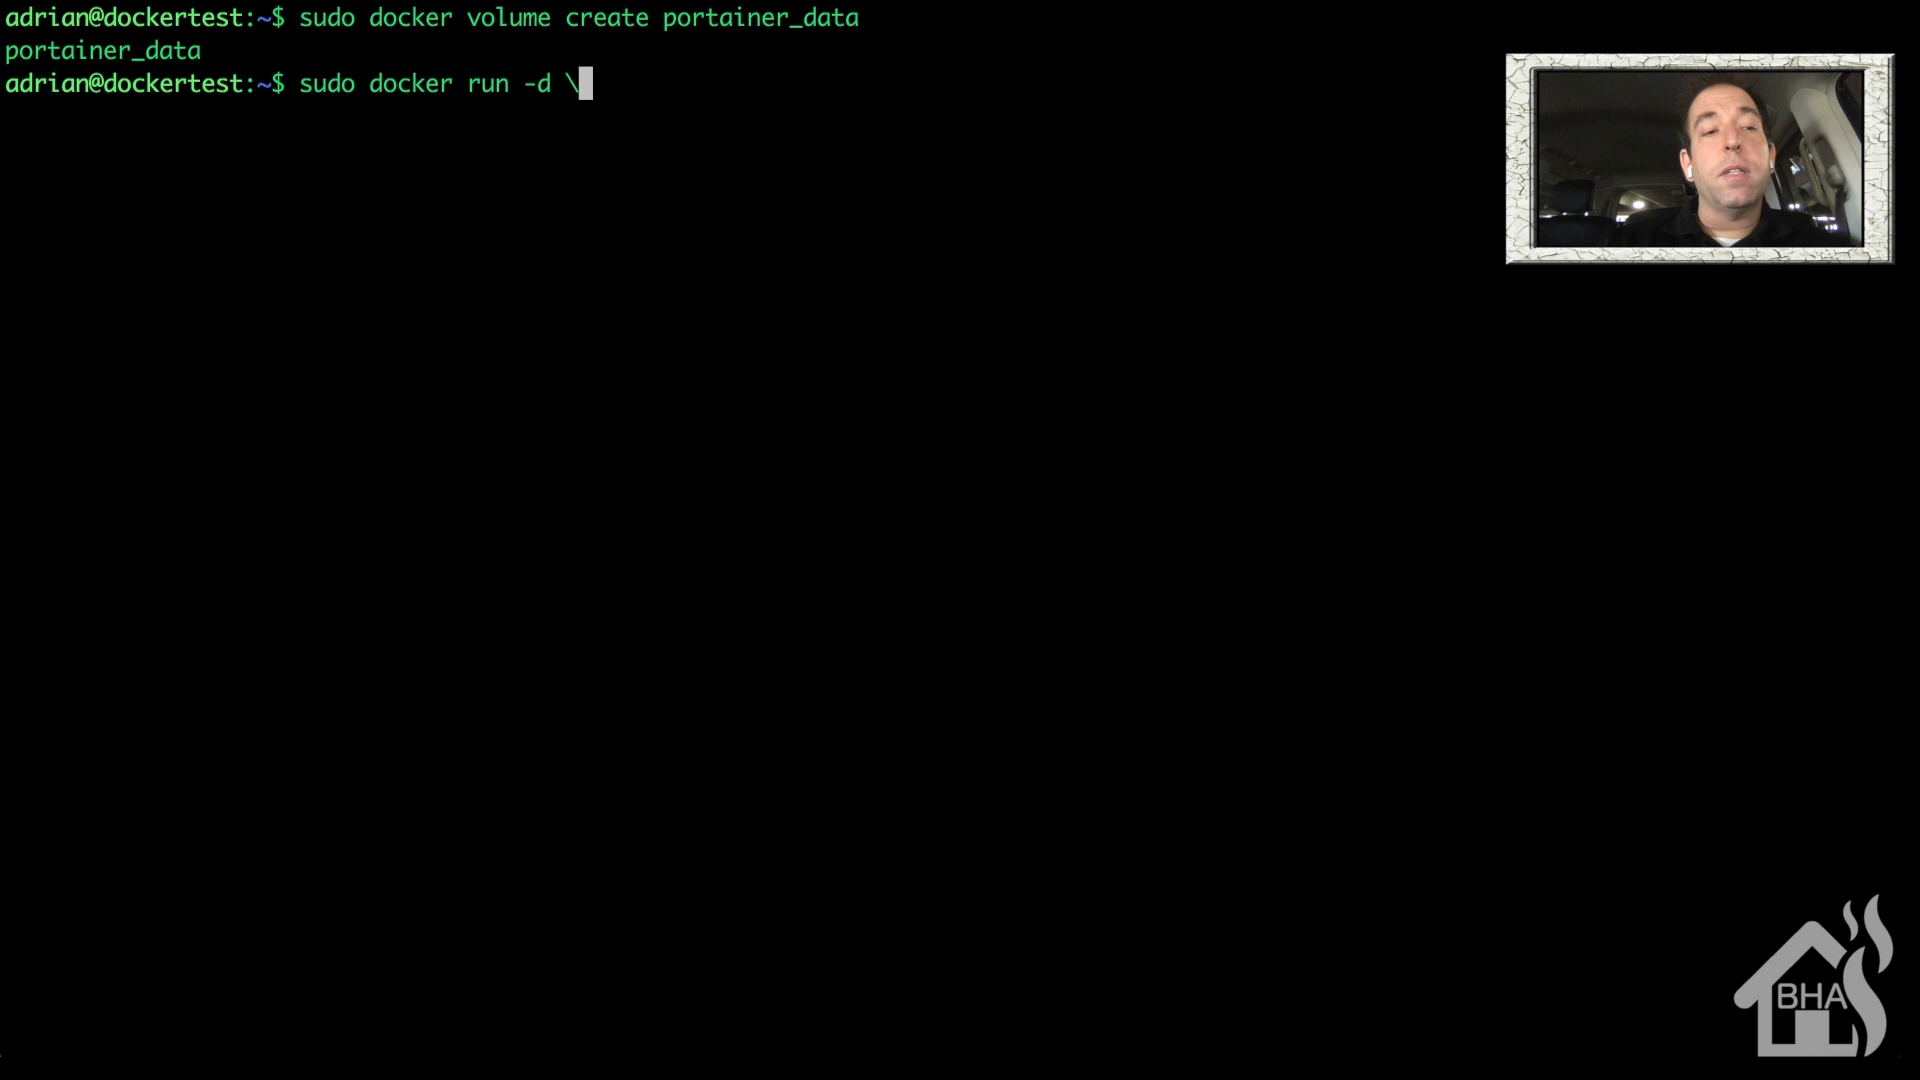 adrian@dockertest:~$ sudo docker volume create portainer_data
portainer_data
adrian@dockertest:~$ sudo docker run -d \
BHA